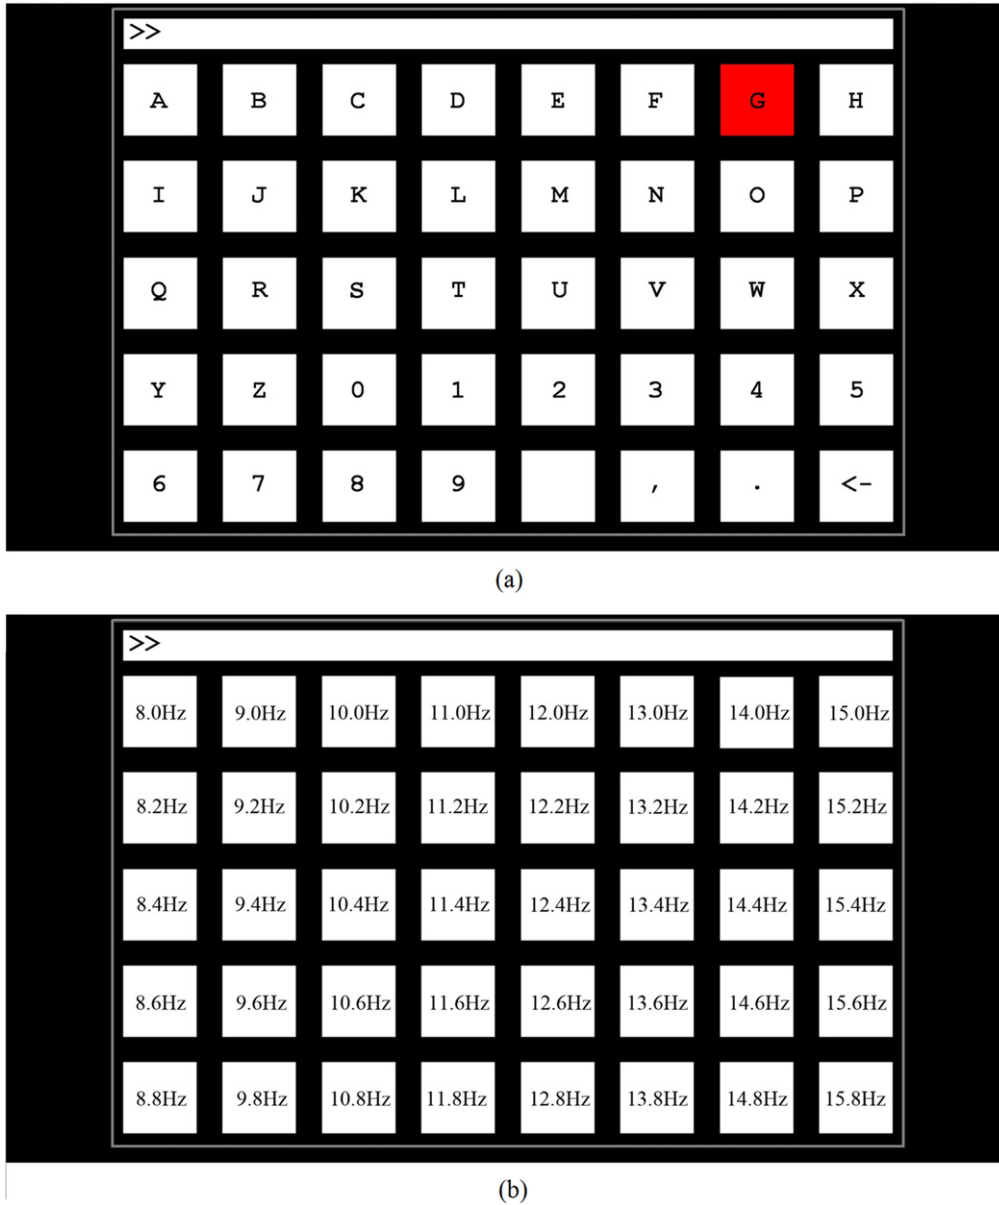 >>
A B C D E F G H
I J K L M N O P
Q R S T U V W X
Y Z 0 1 2 3 4 5
6 7 8 9 , . <-
(a)
>>
8.0Hz 9.0Hz 10.0Hz 11.0Hz 12.0Hz 13.0Hz 14.0Hz 15.0Hz
8.2Hz 9.2Hz 10.2Hz 11.2Hz 12.2Hz 13.2Hz 14.2Hz 15.2Hz
8.4Hz 9.4Hz 10.4Hz 11.4Hz 12.4Hz 13.4Hz 14.4Hz 15.4Hz
8.6Hz 9.6Hz 10.6Hz 11.6Hz 12.6Hz 13.6Hz 14.6Hz 15.6Hz
8.8Hz 9.8Hz 10.8Hz 11.8Hz 12.8Hz 13.8Hz 14.8Hz 15.8Hz
(b)